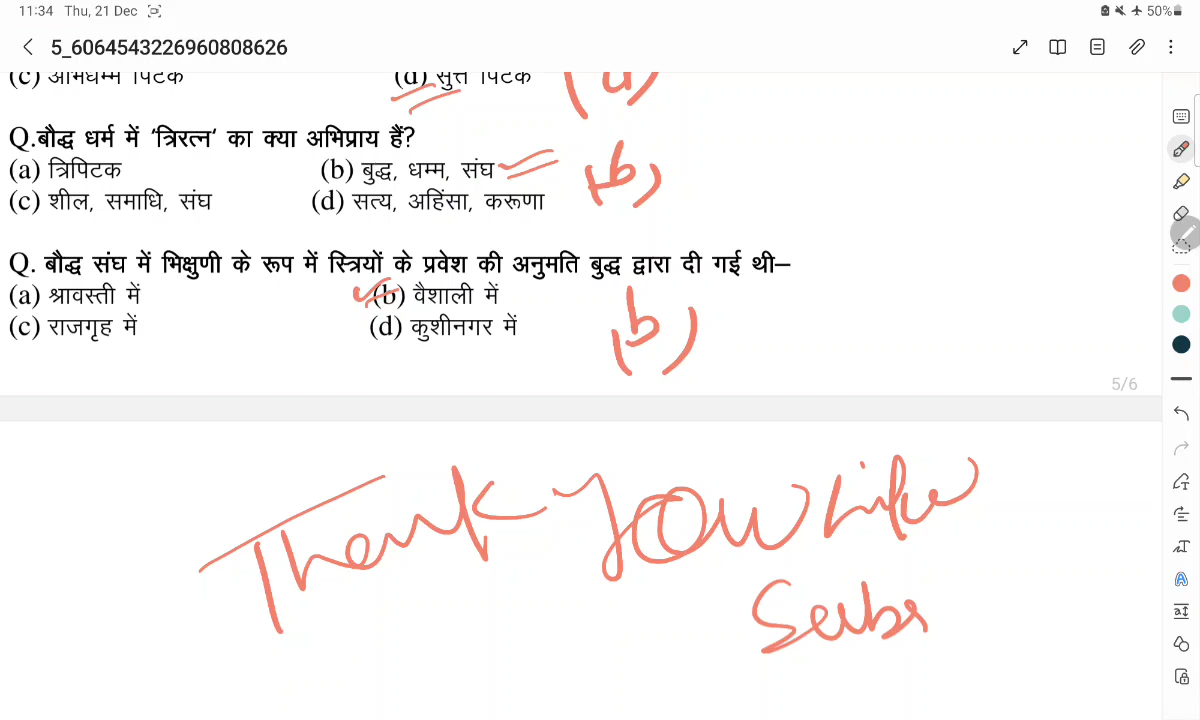 11:34 Thu, 21 Dec 50%
5_6064543226960808626
(c) अभिधम्म पिटक (d) सुत्त पिटक (d)
Q.बौद्ध धर्म में ‘त्रिरत्न’ का क्या अभिप्राय हैं?
(a) त्रिपिटक (b) बुद्ध, धम्म, संघ (b)
(c) शील, समाधि, संघ (d) सत्य, अहिंसा, करूणा
Q. बौद्ध संघ में भिक्षुणी के रूप में स्त्रियों के प्रवेश की अनुमति बुद्ध द्वारा दी गई थी–
(a) श्रावस्ती में (b) वैशाली में (b)
(c) राजगृह में (d) कुशीनगर में
5/6
Thank You Like